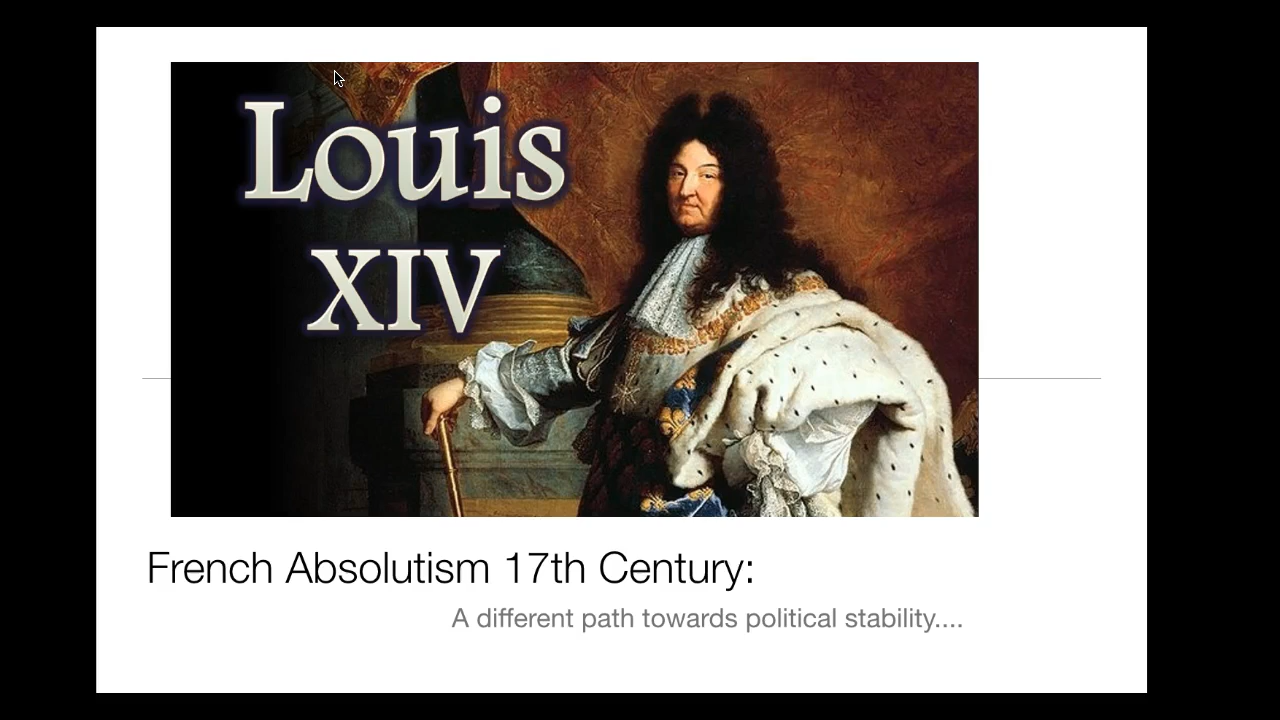 Louis
XIV
French Absolutism 17th Century:
A different path towards political stability....